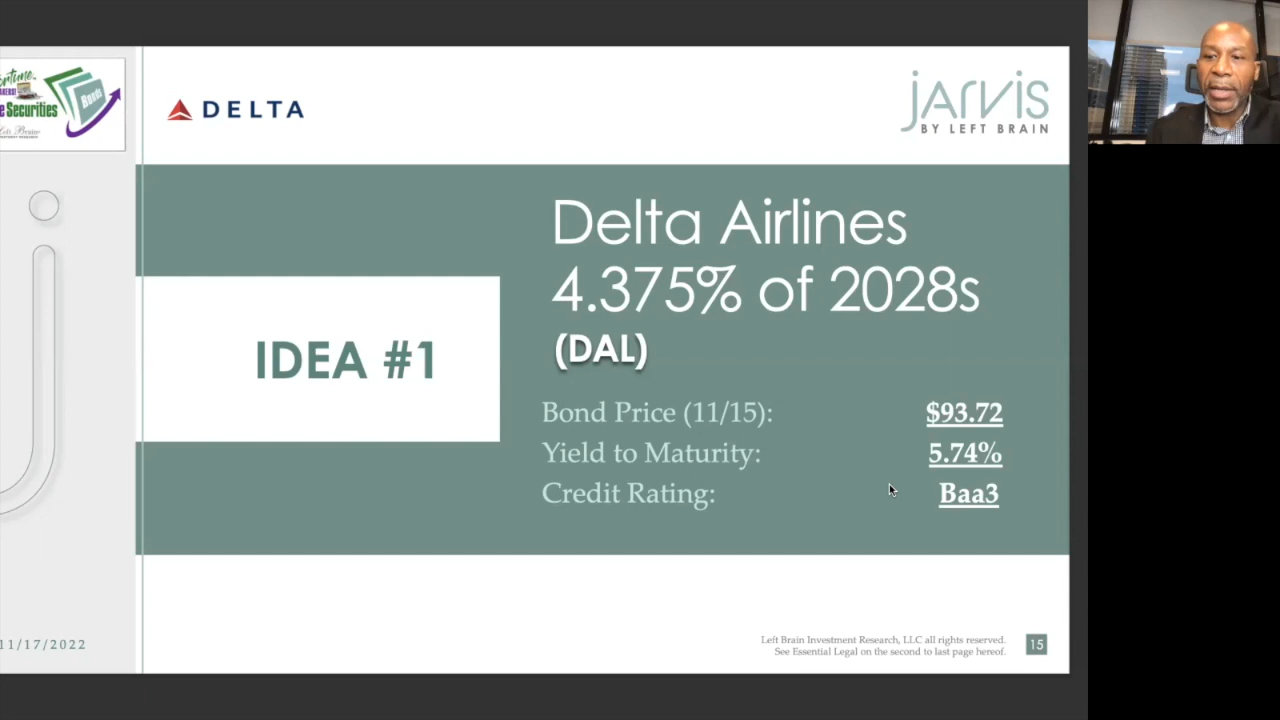 Securities
Bonds
DELTA
jarvis
BY LEFT BRAIN
Delta Airlines
4.375% of 2028s
(DAL)
IDEA #1
Bond Price (11/15): $93.72
Yield to Maturity: 5.74%
Credit Rating: Baa3
11/17/2022
Left Brain Investment Research, LLC all rights reserved.
See Essential Legal on the second to last page hereof.
15